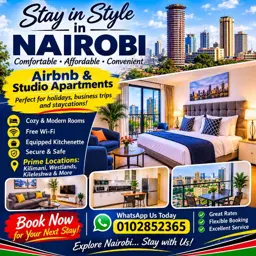 Stay in Style
in
NAIROBI
Comfortable • Affordable • Convenient
Airbnb &
Studio Apartments
Perfect for holidays, business trips
and staycations!
Cozy & Modern Rooms
Free Wi-Fi
Equipped Kitchenette
Secure & Safe
Prime Locations:
Kilimani, Westlands,
Kileleshwa & More
Book Now
for Your Next Stay!
WhatsApp Us Today
0102852365
Great Rates
Flexible Booking
Excellent Service
Explore Nairobi... Stay with Us!